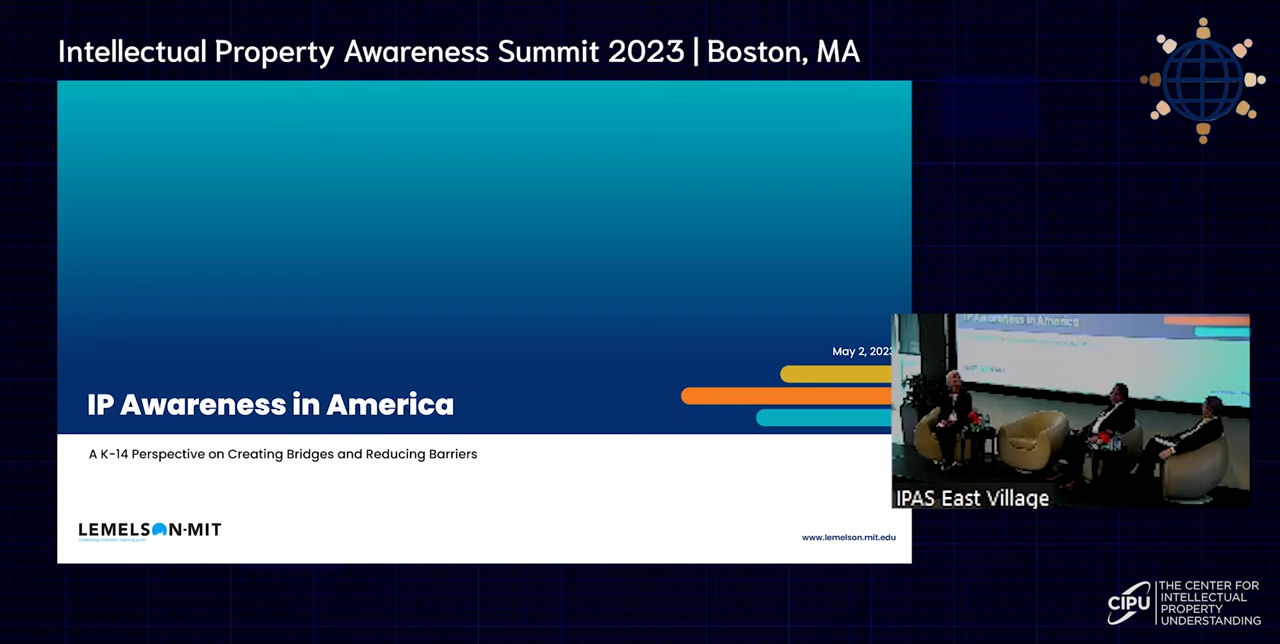 Intellectual Property Awareness Summit 2023 | Boston, MA
May 2, 2023
IP Awareness in America
A K-14 Perspective on Creating Bridges and Reducing Barriers
LEMELSON-MIT
www.lemelson.mit.edu
IP Awareness in America
IPAS East Village
CIPU
THE CENTER FOR
INTELLECTUAL
PROPERTY
UNDERSTANDING